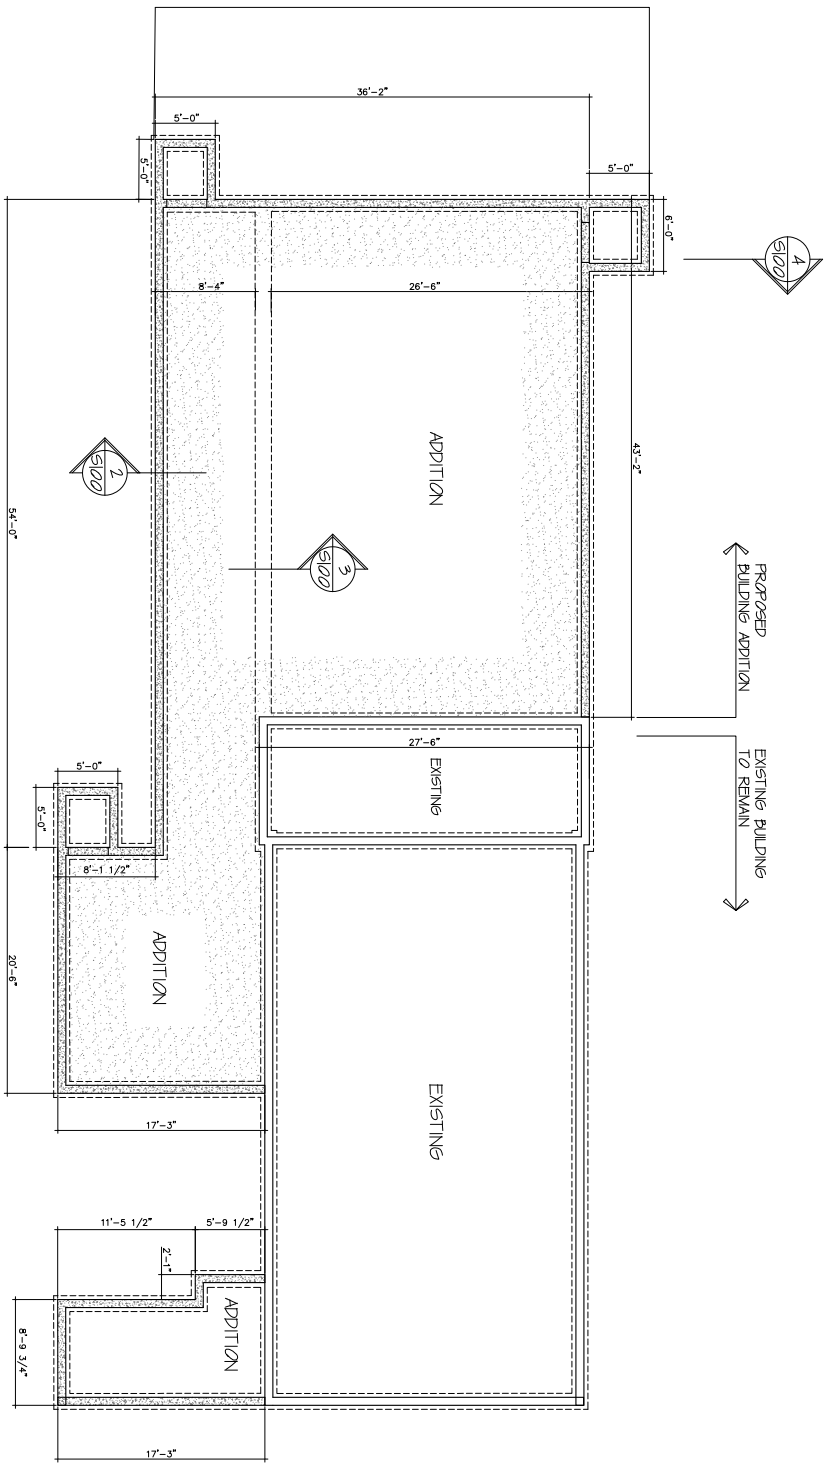 36'-2"
5'-0"
5'-0"
5'-0"
6'-0"
4
S100
8'-4"
26'-6"
ADDITION
43'-2"
2
S100
54'-0"
3
S100
PROPOSED
BUILDING ADDITION
27'-6"
EXISTING
EXISTING BUILDING
TO REMAIN
5'-0"
5'-0"
8'-1 1/2"
ADDITION
20'-6"
EXISTING
17'-3"
11'-5 1/2"
5'-9 1/2"
2'-1"
ADDITION
8'-9 3/4"
17'-3"